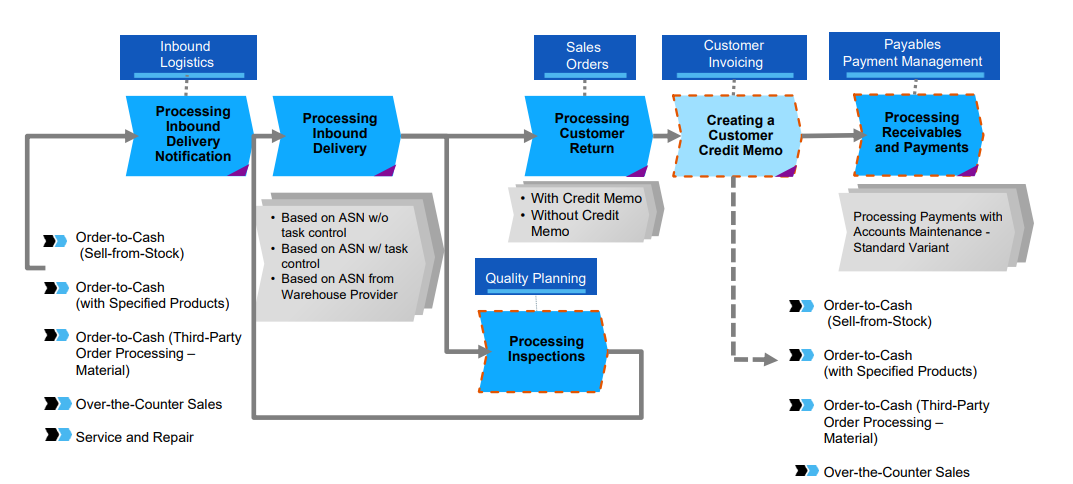 Inbound
Logistics
Sales
Orders
Customer
Invoicing
Payables
Payment Management
Processing
Inbound
Delivery
Notification
Processing
Inbound
Delivery
Processing
Customer
Return
Creating a
Customer
Credit Memo
Processing
Receivables
and Payments
• Based on ASN w/o
task control
• Based on ASN w/ task
control
• Based on ASN from
Warehouse Provider
• With Credit Memo
• Without Credit
Memo
Processing Payments with
Accounts Maintenance -
Standard Variant
Quality Planning
Processing
Inspections
Order-to-Cash
(Sell-from-Stock)
Order-to-Cash
(with Specified Products)
Order-to-Cash (Third-Party
Order Processing –
Material)
Over-the-Counter Sales
Service and Repair
Order-to-Cash
(Sell-from-Stock)
Order-to-Cash
(with Specified Products)
Order-to-Cash (Third-Party
Order Processing –
Material)
Over-the-Counter Sales